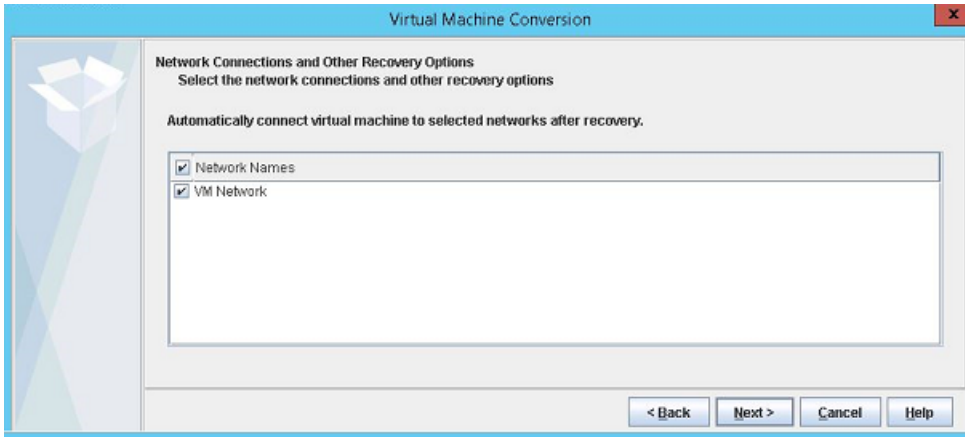 Virtual Machine Conversion
x
Network Connections and Other Recovery Options
Select the network connections and other recovery options
Automatically connect virtual machine to selected networks after recovery.
Network Names
VM Network
< Back
Next >
Cancel
Help